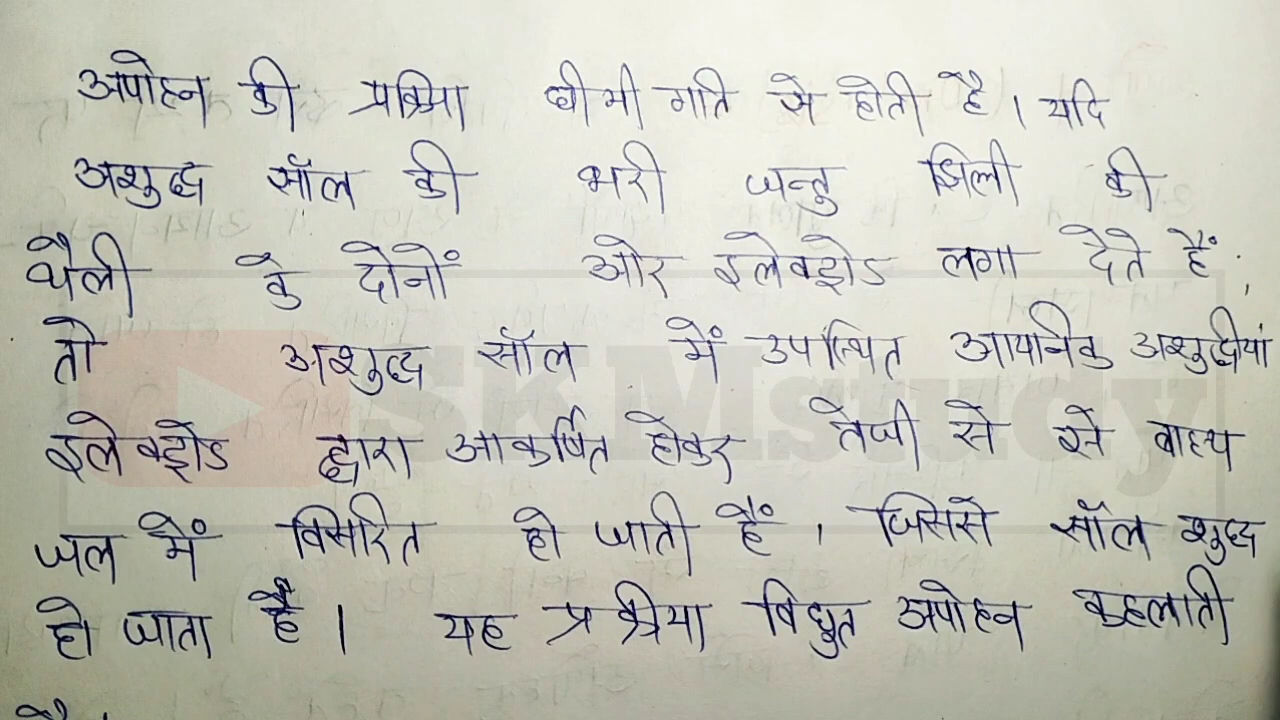 अपोहन की प्रक्रिया धीमी गति से होती है । यदि
अशुद्ध सॉल की भरी जन्तु झिली की
थैली के दोनों ओर इलेक्ट्रोड लगा देते हैं ,
तो अशुद्ध सॉल में उपस्थित आयनिक अशुद्धीयां
इलेक्ट्रोड द्वारा आकर्षित होकर तेजी से से बाह्य
जल में विसरित हो जाती हैं । जिससे सॉल शुद्ध
हो जाता है । यह प्रक्रीया विधुत अपोहन कहलाती
है ।
SKMstudy